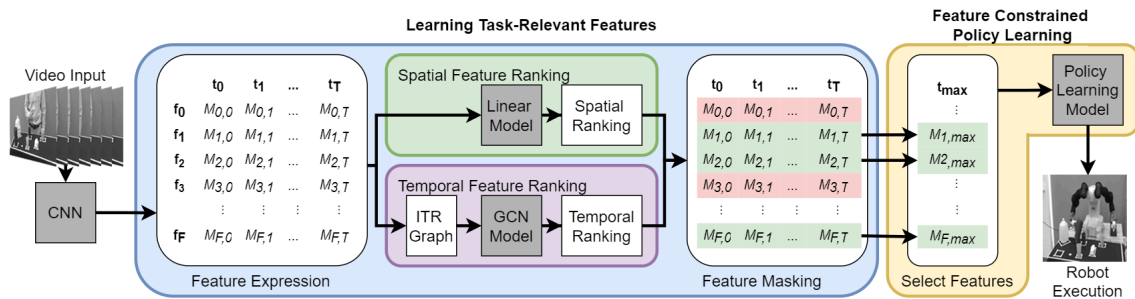 Learning Task-Relevant Features
Feature Constrained
Policy Learning
Video Input
CNN
t0 t1 ... tT
f0 M0,0 M0,1 ... M0,T
f1 M1,0 M1,1 ... M1,T
f2 M2,0 M2,1 ... M2,T
f3 M3,0 M3,1 ... M3,T
⋮ ⋮ ⋮ ⋮
fF MF,0 MF,1 ... MF,T
Feature Expression
Spatial Feature Ranking
Linear
Model
Spatial
Ranking
Temporal Feature Ranking
ITR
Graph
GCN
Model
Temporal
Ranking
t0 t1 ... tT
M0,0 M0,1 ... M0,T
M1,0 M1,1 ... M1,T
M2,0 M2,1 ... M2,T
M3,0 M3,1 ... M3,T
⋮ ⋮ ⋮
MF,0 MF,1 ... MF,T
Feature Masking
tmax
⋮
M1,max
M2,max
⋮
MF,max
Select Features
Policy
Learning
Model
Robot
Execution